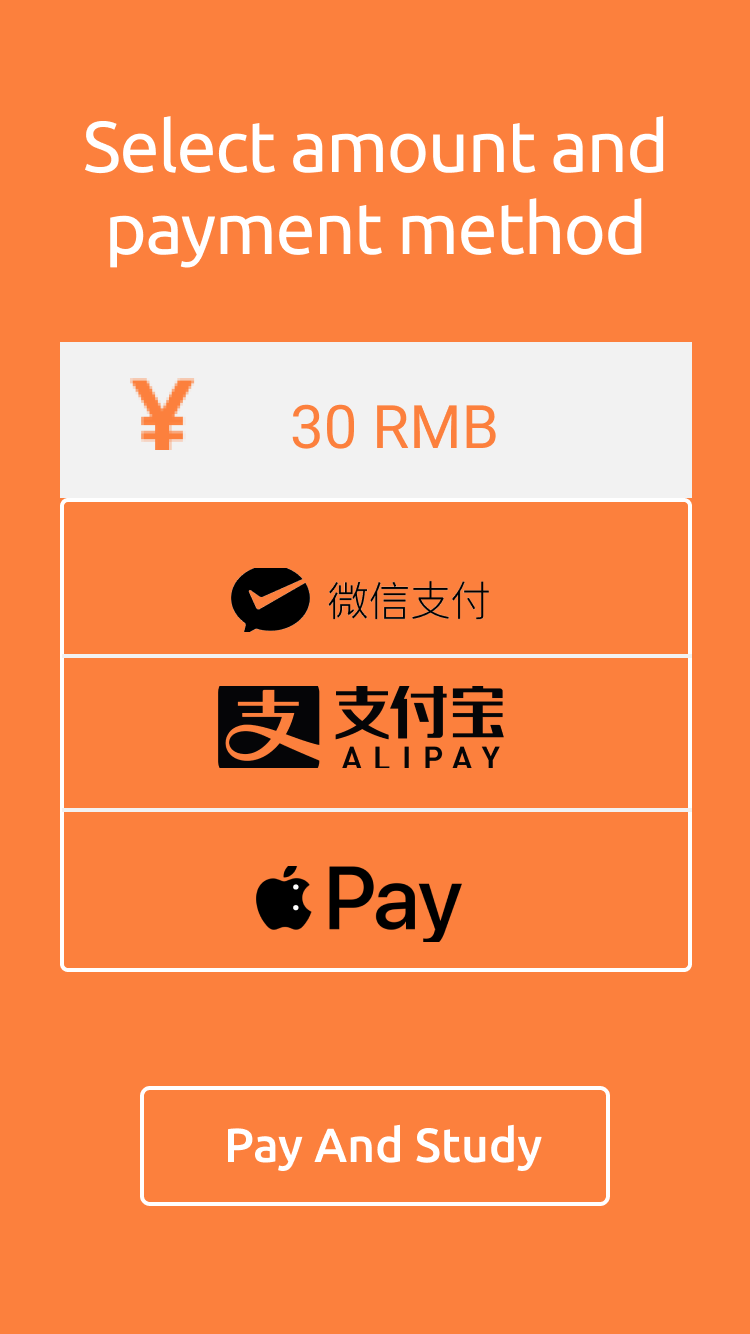 Select amount and
payment method
¥ 30 RMB
微信支付
支 支付宝
ALIPAY
Pay
Pay And Study